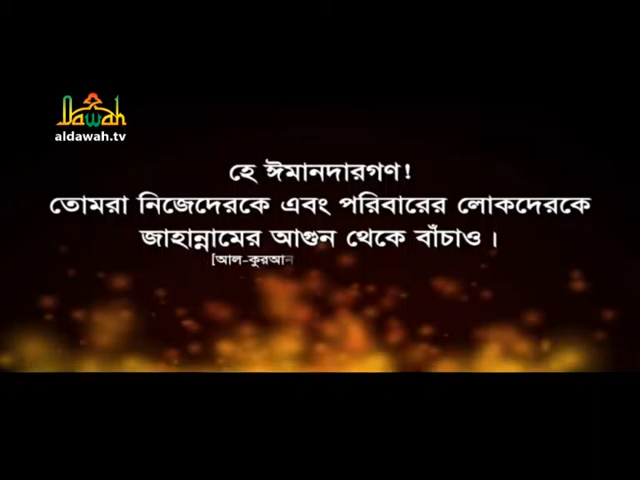 Dawah
aldawah.tv
হে ঈমানদারগণ!
তোমরা নিজেদেরকে এবং পরিবারের লোকদেরকে
জাহান্নামের আগুন থেকে বাঁচাও।
[আল-কুরআন